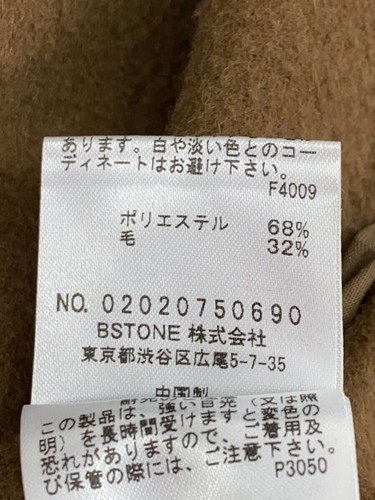 あります。白や淡い色とのコー
ディネートはお避け下さい。
F4009
ポリエステル 68%
毛 32%
NO. 02020750690
BSTONE 株式会社
東京都渋谷区広尾5-7-35
中国製
この製品は、強い直光(又は照
明)を長時間受けますと変色の
恐れがありますので、ご着用及
び保管の際には、ご注意下さい。
P3050